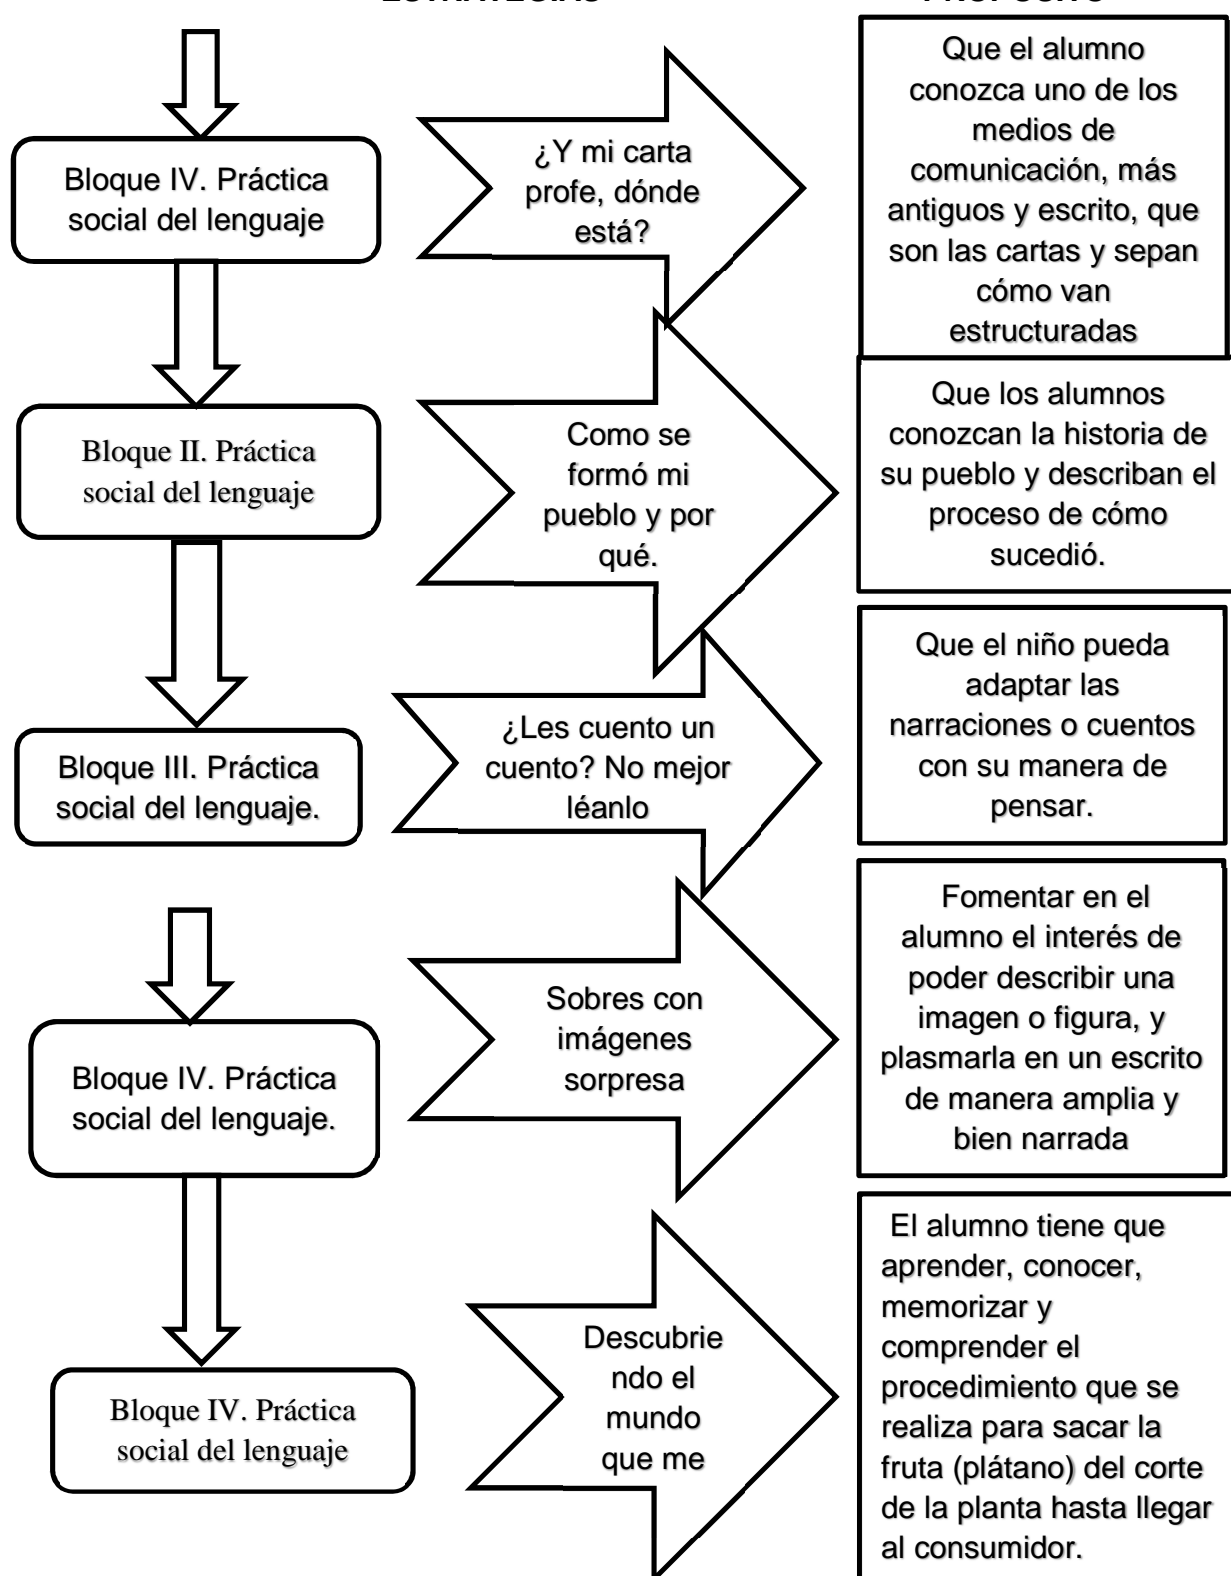 Bloque IV. Práctica
social del lenguaje
¿Y mi carta
profe, dónde
está?
Que el alumno
conozca uno de los
medios de
comunicación, más
antiguos y escrito, que
son las cartas y sepan
cómo van
estructuradas
Bloque II. Práctica
social del lenguaje
Como se
formó mi
pueblo y por
qué.
Que los alumnos
conozcan la historia de
su pueblo y describan el
proceso de cómo
sucedió.
Bloque III. Práctica
social del lenguaje.
¿Les cuento un
cuento? No mejor
léanlo
Que el niño pueda
adaptar las
narraciones o cuentos
con su manera de
pensar.
Bloque IV. Práctica
social del lenguaje.
Sobres con
imágenes
sorpresa
Fomentar en el
alumno el interés de
poder describir una
imagen o figura, y
plasmarla en un escrito
de manera amplia y
bien narrada
Bloque IV. Práctica
social del lenguaje
Descubrie
ndo el
mundo
que me
El alumno tiene que
aprender, conocer,
memorizar y
comprender el
procedimiento que se
realiza para sacar la
fruta (plátano) del corte
de la planta hasta llegar
al consumidor.